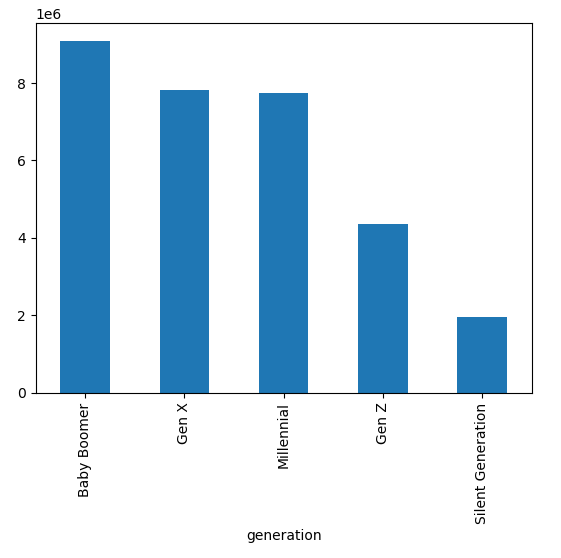 1e6
8
6
4
2
0
Baby Boomer
Gen X
Millennial
Gen Z
Silent Generation
generation